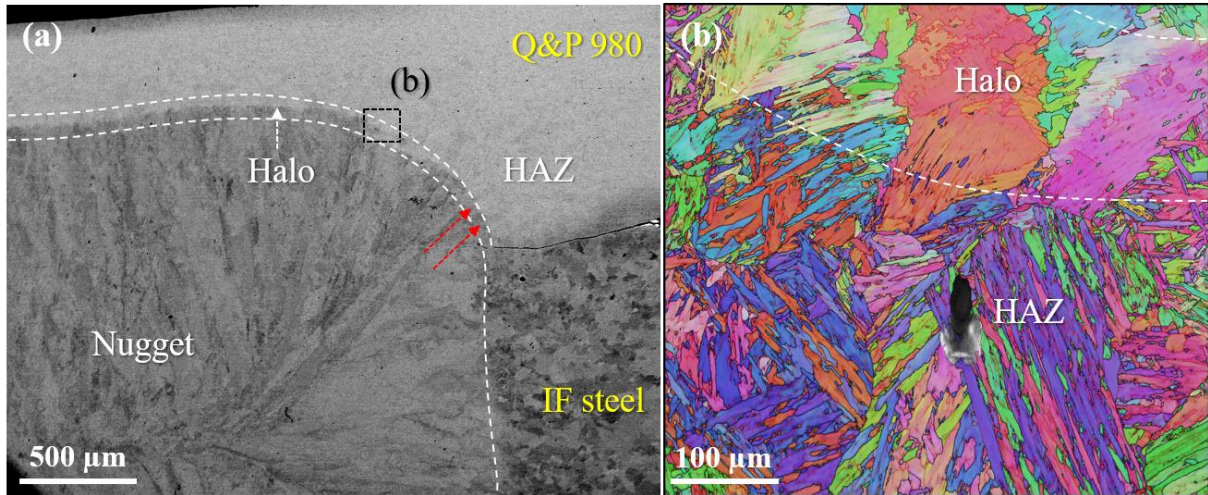 (a)
Q&P 980
(b)
Halo
HAZ
Nugget
IF steel
500 µm
(b)
Halo
HAZ
100 µm